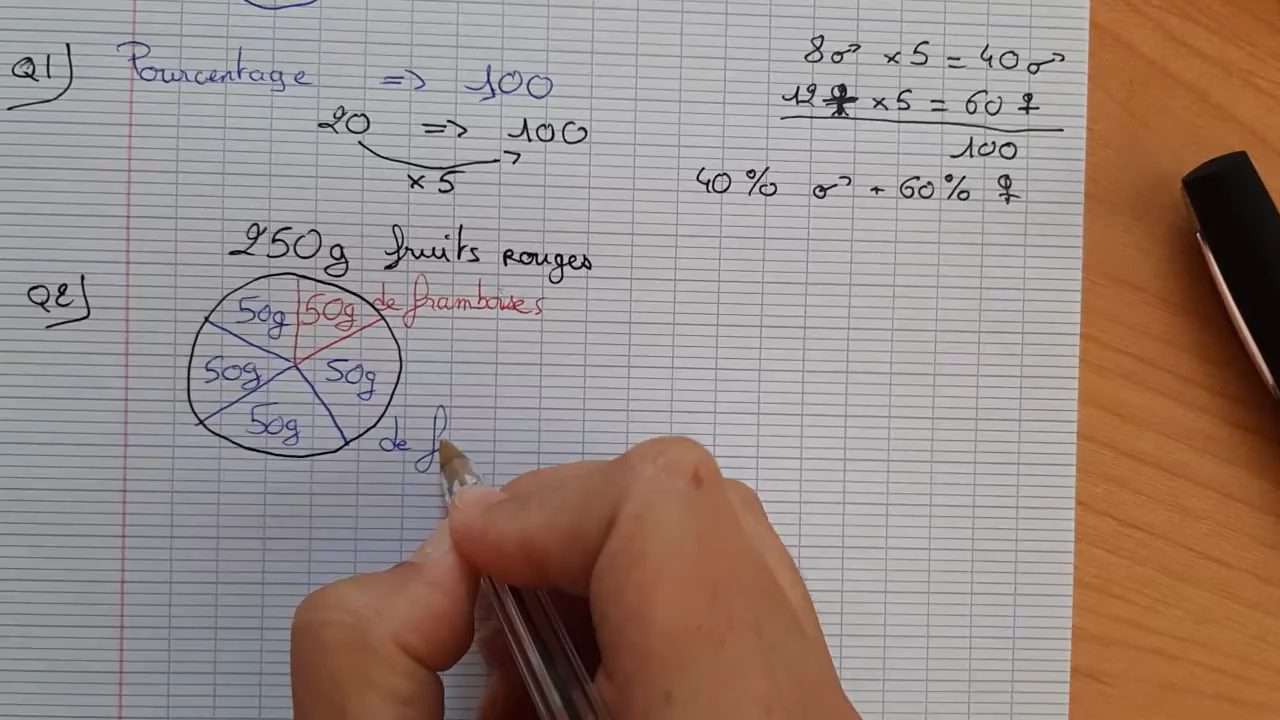 Q1) Pourcentage => 100
20 => 100
x 5
8♂ x 5 = 40♂
12♀ x 5 = 60♀
100
40% ♂ + 60% ♀
250g fruits rouges
Q2)
50g 50g de framboises
50g 50g
50g de f